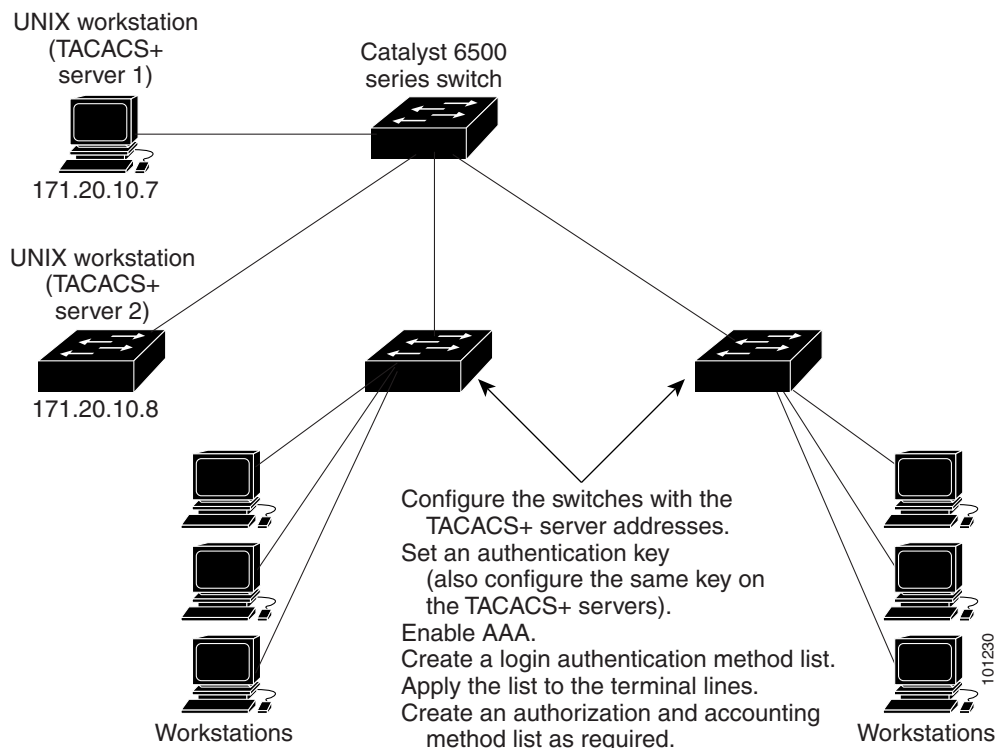 UNIX workstation
(TACACS+
server 1)
Catalyst 6500
series switch
171.20.10.7
UNIX workstation
(TACACS+
server 2)
171.20.10.8
Configure the switches with the
TACACS+ server addresses.
Set an authentication key
(also configure the same key on
the TACACS+ servers).
Enable AAA.
Create a login authentication method list.
Apply the list to the terminal lines.
Create an authorization and accounting
method list as required.
Workstations
Workstations
101230